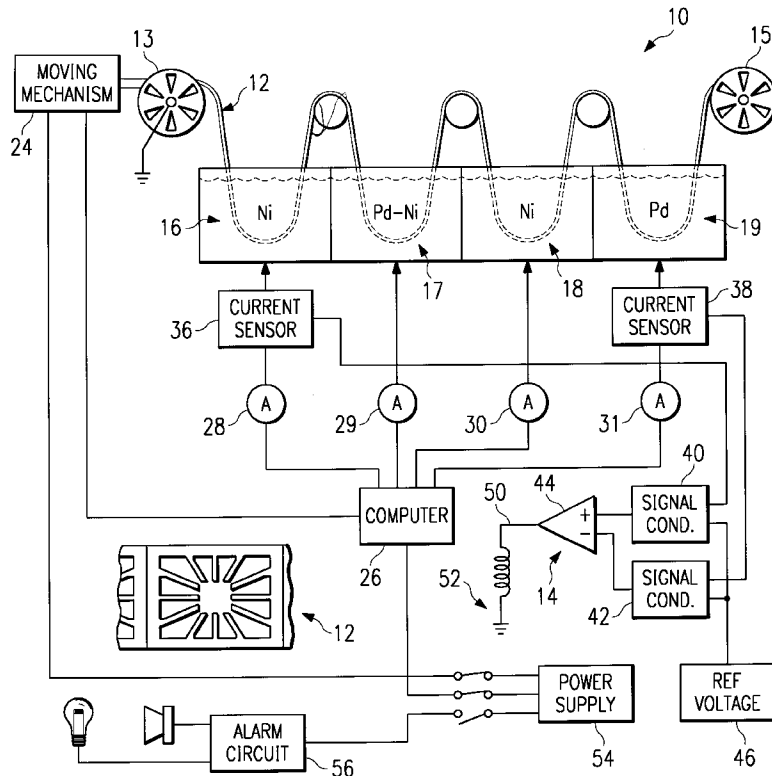 10
13
15
MOVING
MECHANISM
12
24
16
Ni
Pd-Ni
Ni
Pd
19
17
18
CURRENT
SENSOR
36
CURRENT
SENSOR
38
A
A
A
A
28
29
30
31
40
44
50
+
−
SIGNAL
COND.
COMPUTER
26
14
52
SIGNAL
COND.
42
12
POWER
SUPPLY
54
REF
VOLTAGE
46
ALARM
CIRCUIT
56